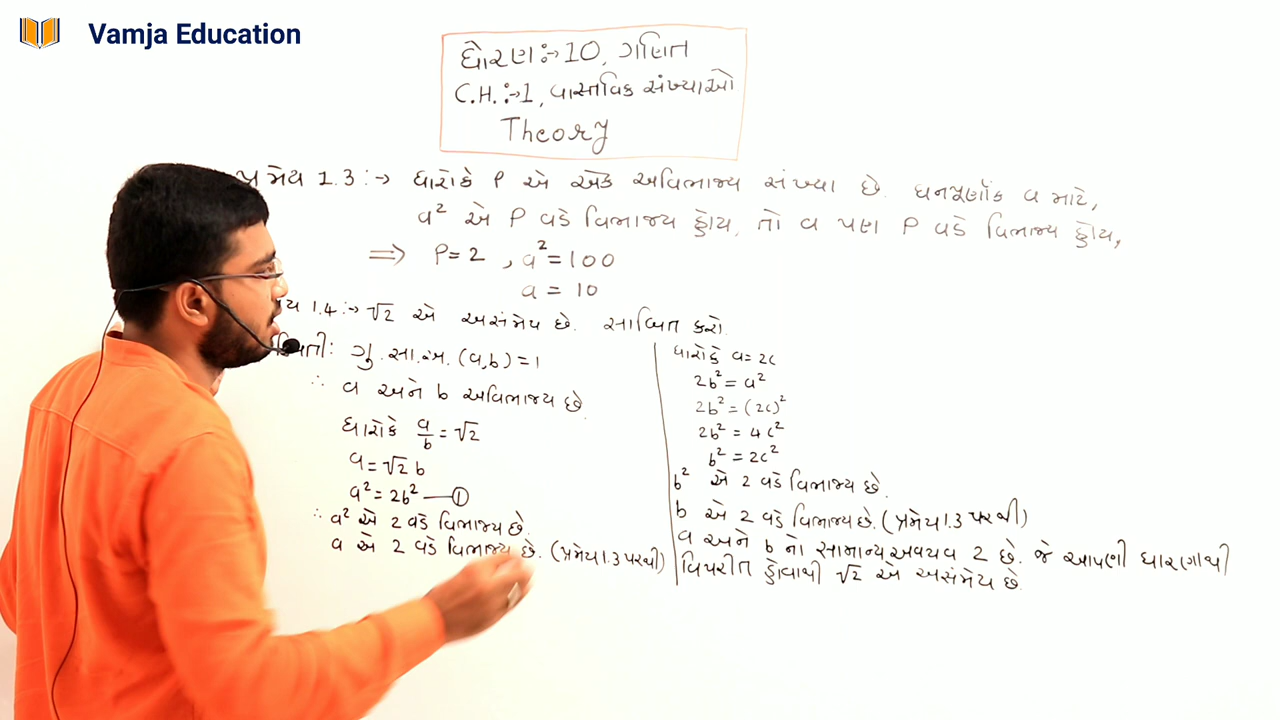 Vamja Education
ધોરણ:→10, ગણિત
C.H.:→1, વાસ્તવિક સંખ્યાઓ
Theory
પ્રમેય 1.3:→ ધારોકે P એ એક અવિભાજ્ય સંખ્યા છે. ધનપૂર્ણાંક a માટે,
a² એ P વડે વિભાજ્ય હોય, તો a પણ P વડે વિભાજ્ય હોય,
⇒ P=2 , a²=100
a = 10
મેય 1.4:→ √2 એ અસંમેય છે. સાબિત કરો.
ગુ.સા.અ. (a,b)=1
∴ a અને b અવિભાજ્ય છે.
ધારોકે a/b = √2
a=√2 b
a²=2b² —①
∴ a² એ 2 વડે વિભાજ્ય છે.
a એ 2 વડે વિભાજ્ય છે. (પ્રમેય1.3 પરથી)
ધારોકે a=2c
2b²=a²
2b²=(2c)²
2b²=4c²
b²=2c²
b² એ 2 વડે વિભાજ્ય છે.
b એ 2 વડે વિભાજ્ય છે.(પ્રમેય1.3 પરથી)
a અને b નો સામાન્ય અવયવ 2 છે. જે આપણી ધારણાથી
વિપરીત હોવાથી √2 એ અસંમેય છે.